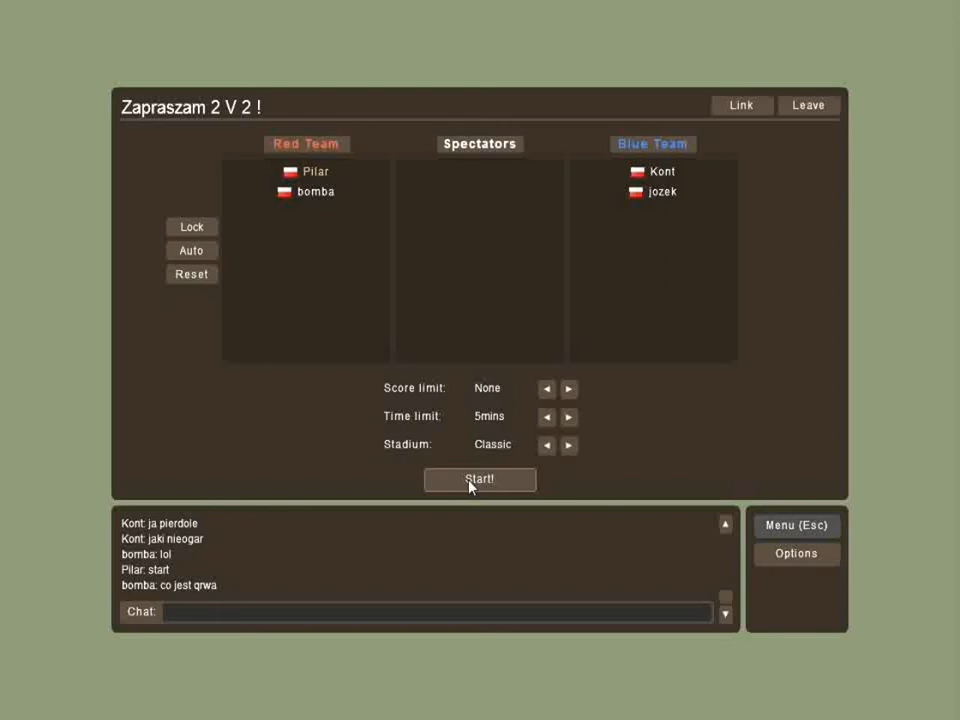 Zapraszam 2 V 2 !
Link
Leave
Red Team
Spectators
Blue Team
Pilar
bomba
Kont
jozek
Lock
Auto
Reset
Score limit: None
Time limit: 5mins
Stadium: Classic
Start!
Kont: ja pierdole
Kont: jaki nieogar
bomba: lol
Pilar: start
bomba: co jest qrwa
Chat:
Menu (Esc)
Options